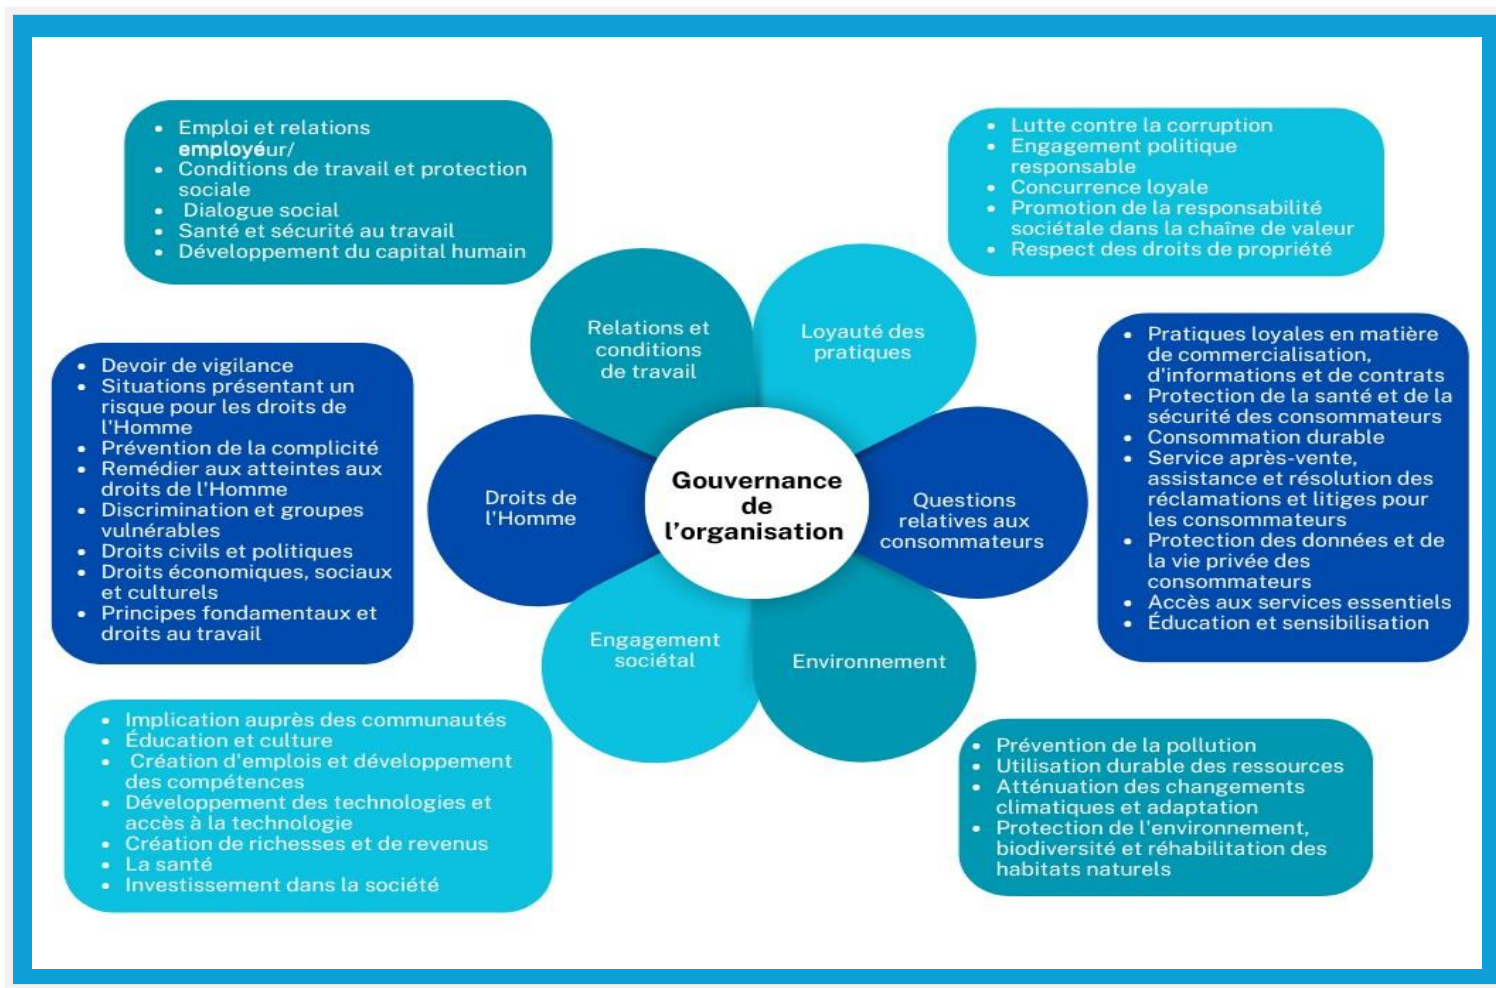 • Emploi et relations
employéur/
• Conditions de travail et protection
sociale
• Dialogue social
• Santé et sécurité au travail
• Développement du capital humain
• Lutte contre la corruption
• Engagement politique
responsable
• Concurrence loyale
• Promotion de la responsabilité
sociétale dans la chaîne de valeur
• Respect des droits de propriété
Relations et
conditions
de travail
Loyauté des
pratiques
• Devoir de vigilance
• Situations présentant un
risque pour les droits de
l'Homme
• Prévention de la complicité
• Remédier aux atteintes aux
droits de l'Homme
• Discrimination et groupes
vulnérables
• Droits civils et politiques
• Droits économiques, sociaux
et culturels
• Principes fondamentaux et
droits au travail
Droits de
l'Homme
Gouvernance
de
l’organisation
Questions
relatives aux
consommateurs
• Pratiques loyales en matière
de commercialisation,
d'informations et de contrats
• Protection de la santé et de la
sécurité des consommateurs
• Consommation durable
• Service après-vente,
assistance et résolution des
réclamations et litiges pour
les consommateurs
• Protection des données et de
la vie privée des
consommateurs
• Accès aux services essentiels
• Éducation et sensibilisation
Engagement
sociétal
Environnement
• Implication auprès des communautés
• Éducation et culture
• Création d'emplois et développement
des compétences
• Développement des technologies et
accès à la technologie
• Création de richesses et de revenus
• La santé
• Investissement dans la société
• Prévention de la pollution
• Utilisation durable des ressources
• Atténuation des changements
climatiques et adaptation
• Protection de l'environnement,
biodiversité et réhabilitation des
habitats naturels